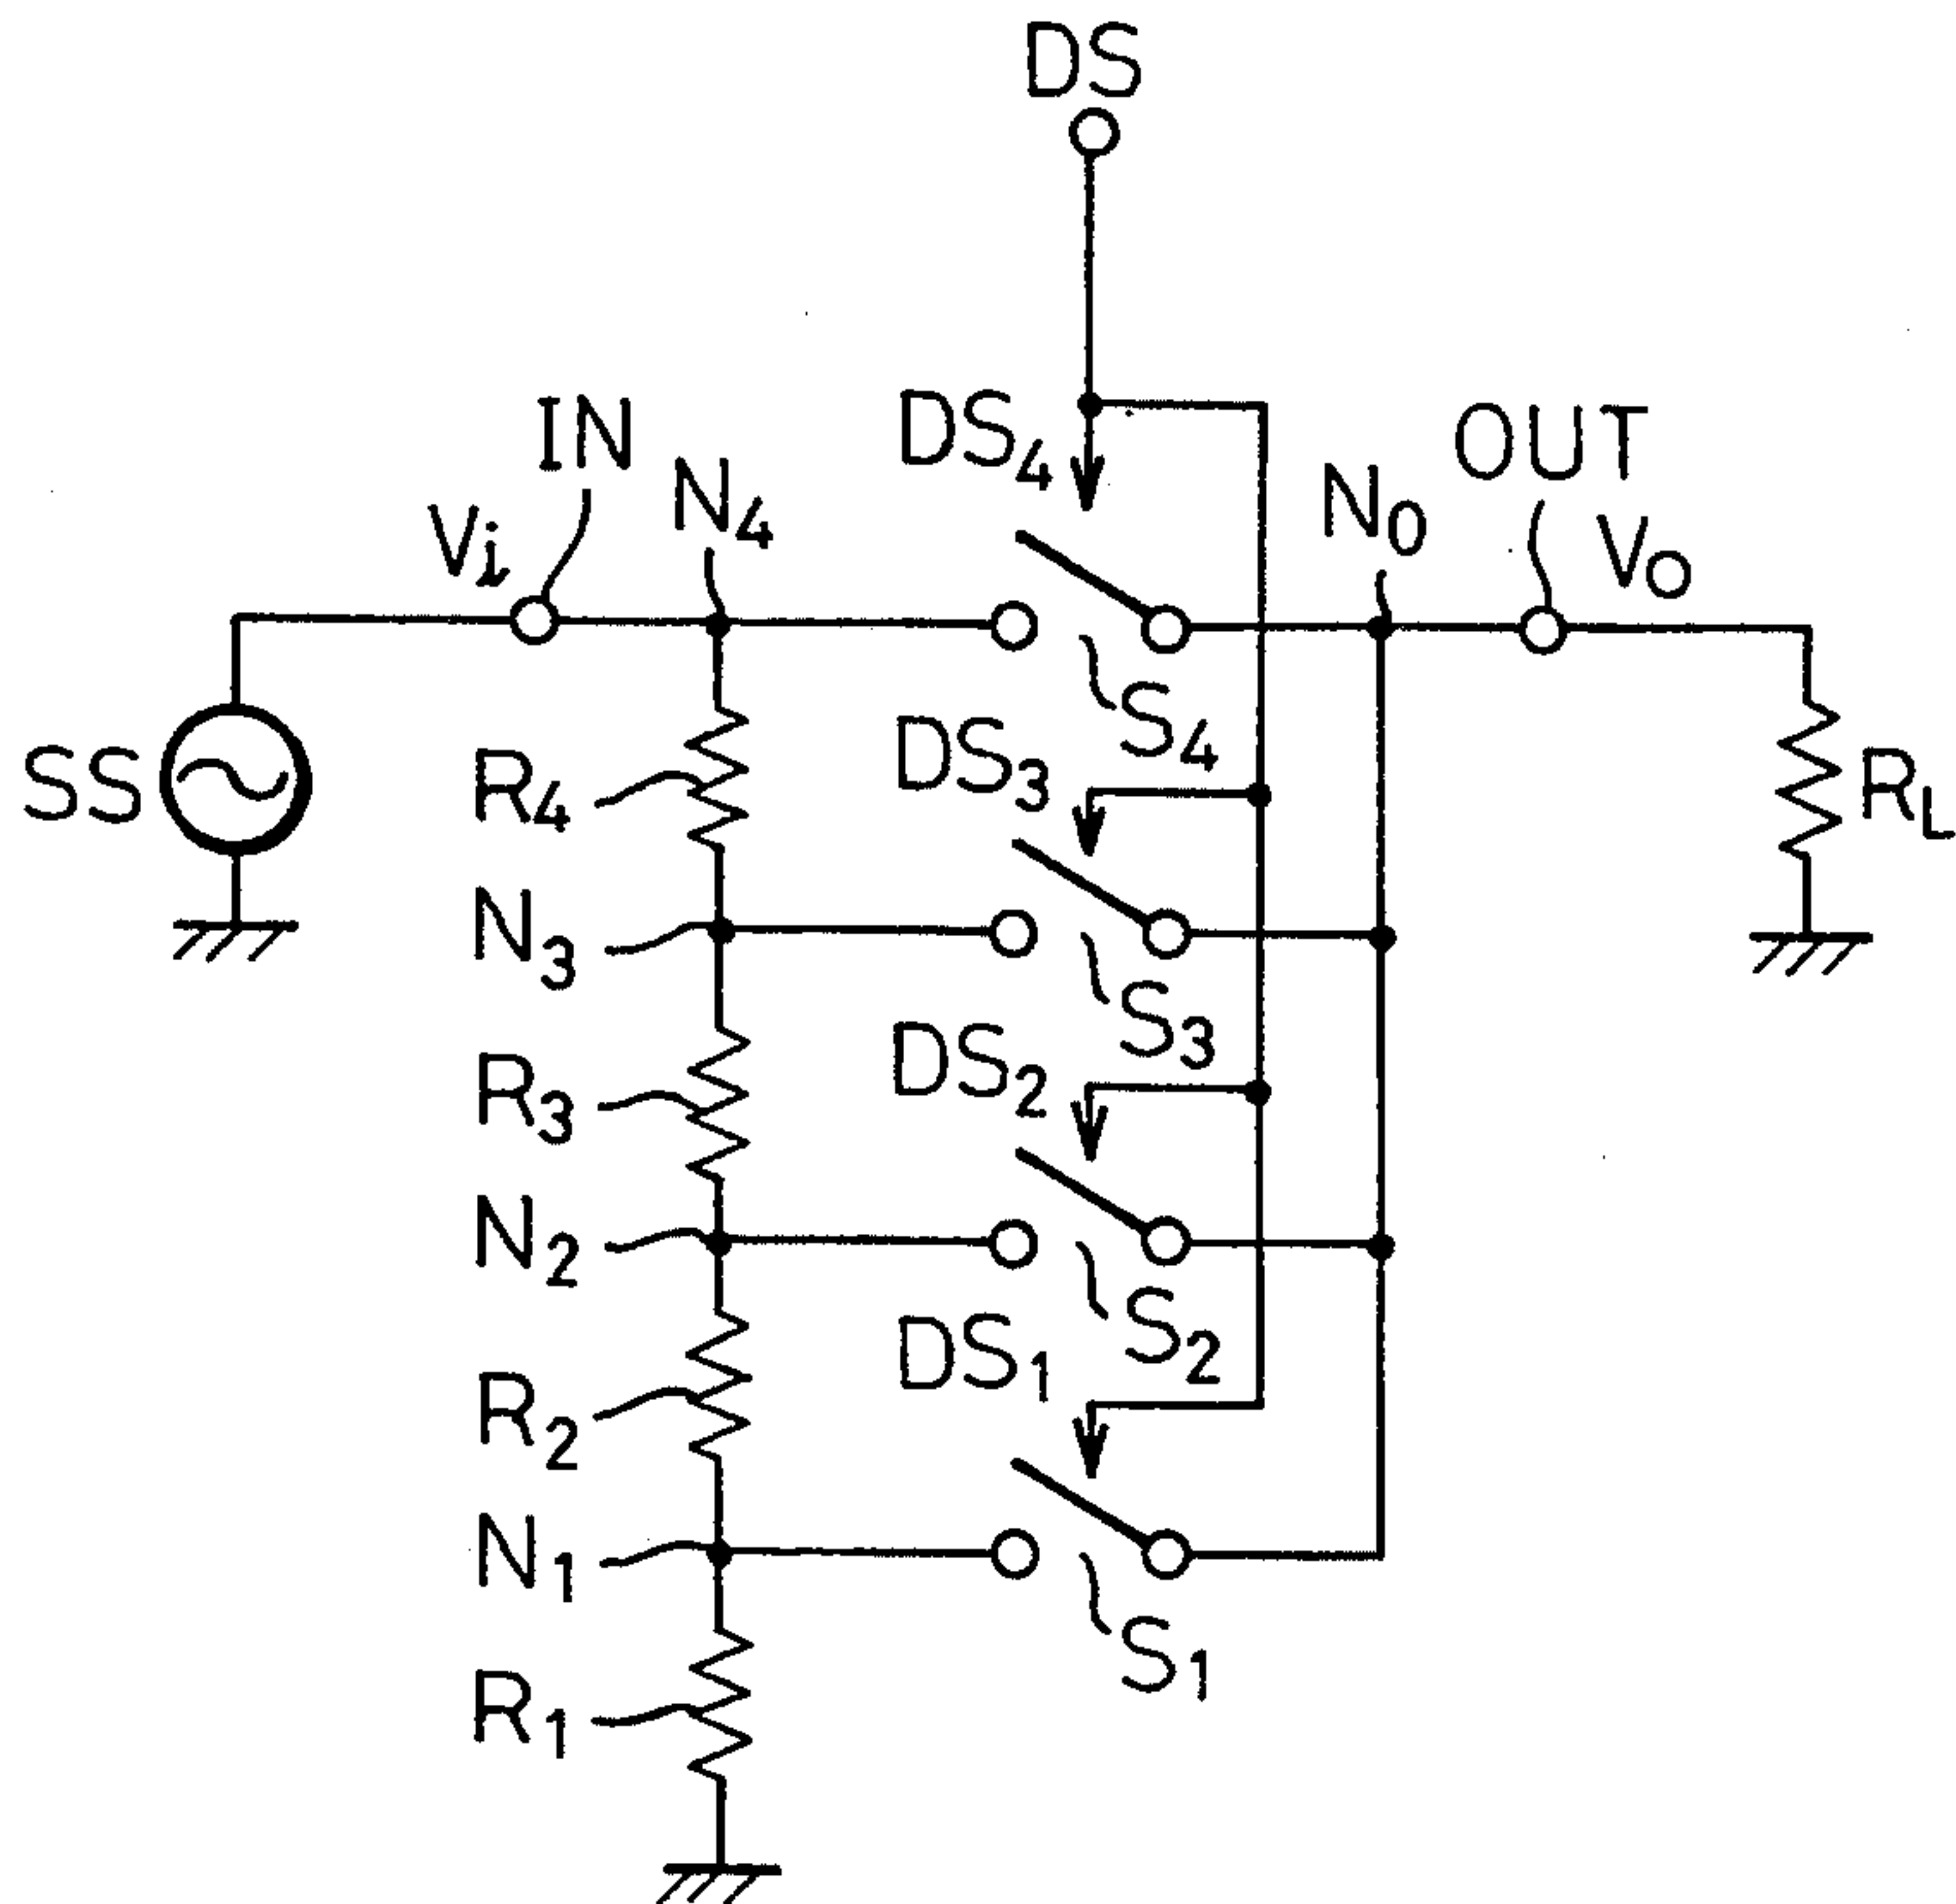 DS
IN
N4
DS4
N0
OUT
Vi
VO
S4
SS
R4
DS3
RL
N3
S3
R3
DS2
N2
S2
R2
DS1
N1
S1
R1